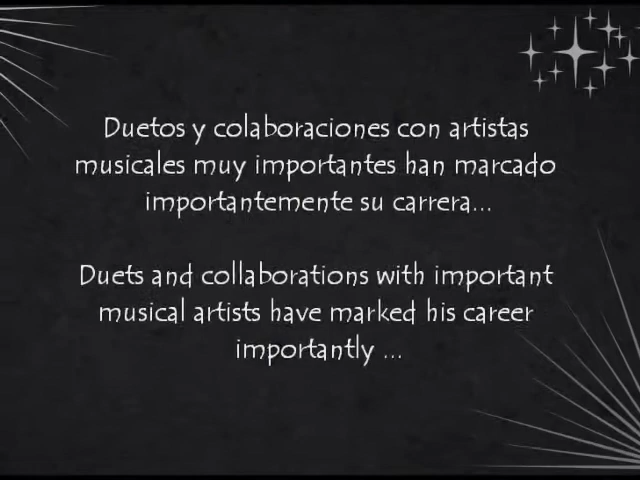 Duetos y colaboraciones con artistas
musicales muy importantes han marcado
importantemente su carrera...
Duets and collaborations with important
musical artists have marked his career
importantly ...